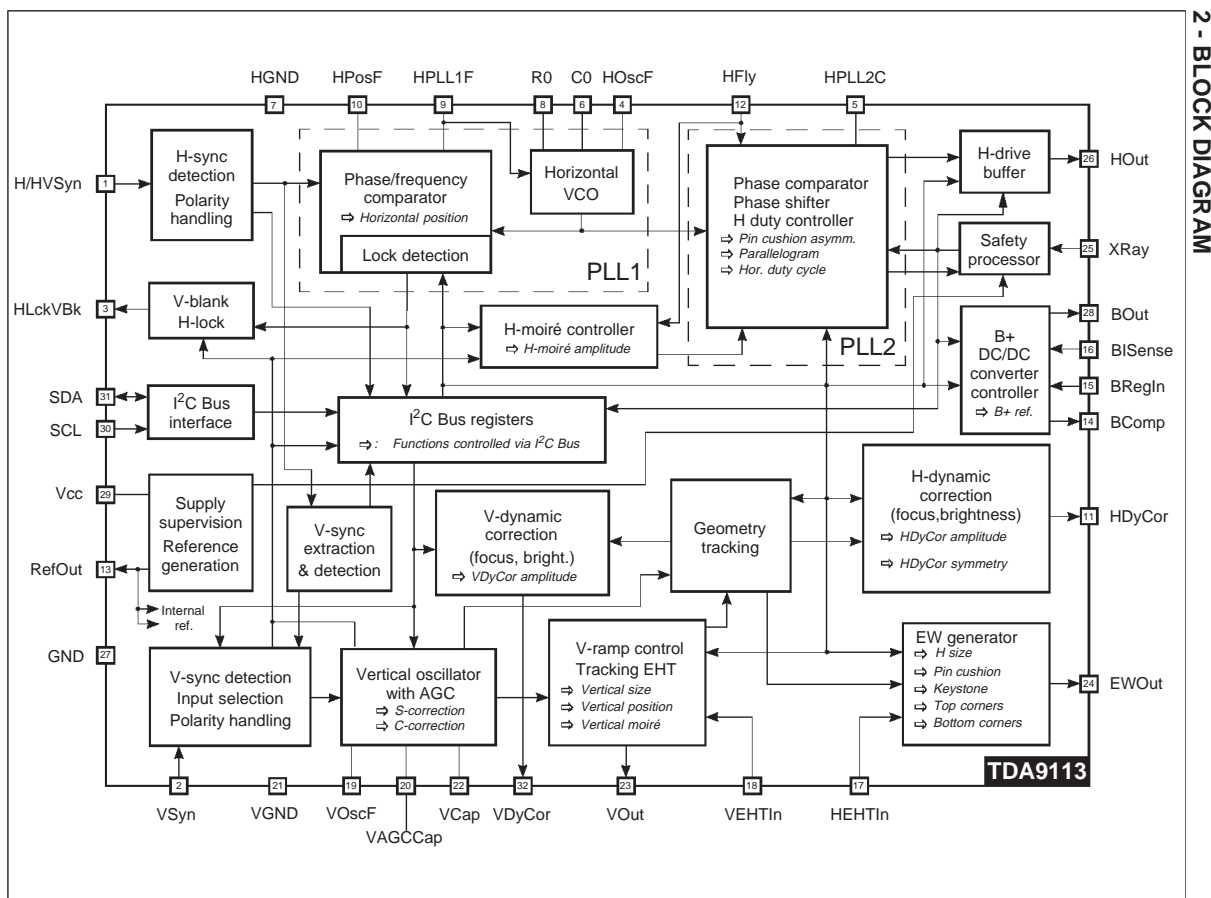 2 - BLOCK DIAGRAM
HGND
HPosF
HPLL1F
R0
C0
HOscF
HFly
HPLL2C
7
10
9
8
6
4
12
5
H/HVSyn
1
H-sync
detection
Polarity
handling
Phase/frequency
comparator
⇨ Horizontal position
Lock detection
Horizontal
VCO
PLL1
Phase comparator
Phase shifter
H duty controller
⇨ Pin cushion asymm.
⇨ Parallelogram
⇨ Hor. duty cycle
PLL2
H-drive
buffer
26
HOut
Safety
processor
25
XRay
HLckVBk
3
V-blank
H-lock
H-moiré controller
⇨ H-moiré amplitude
B+
DC/DC
converter
controller
⇨ B+ ref.
28
BOut
16
BISense
15
BRegIn
14
BComp
SDA
31
SCL
30
I²C Bus
interface
I²C Bus registers
⇨ : Functions controlled via I²C Bus
Vcc
29
Supply
supervision
Reference
generation
RefOut
13
Internal
ref.
V-sync
extraction
& detection
V-dynamic
correction
(focus, bright.)
⇨ VDyCor amplitude
Geometry
tracking
H-dynamic
correction
(focus,brightness)
⇨ HDyCor amplitude
⇨ HDyCor symmetry
11
HDyCor
GND
27
V-sync detection
Input selection
Polarity handling
Vertical oscillator
with AGC
⇨ S-correction
⇨ C-correction
V-ramp control
Tracking EHT
⇨ Vertical size
⇨ Vertical position
⇨ Vertical moiré
EW generator
⇨ H size
⇨ Pin cushion
⇨ Keystone
⇨ Top corners
⇨ Bottom corners
24
EWOut
TDA9113
2
21
19
20
22
32
23
18
17
VSyn
VGND
VOscF
VAGCCap
VCap
VDyCor
VOut
VEHTIn
HEHTIn